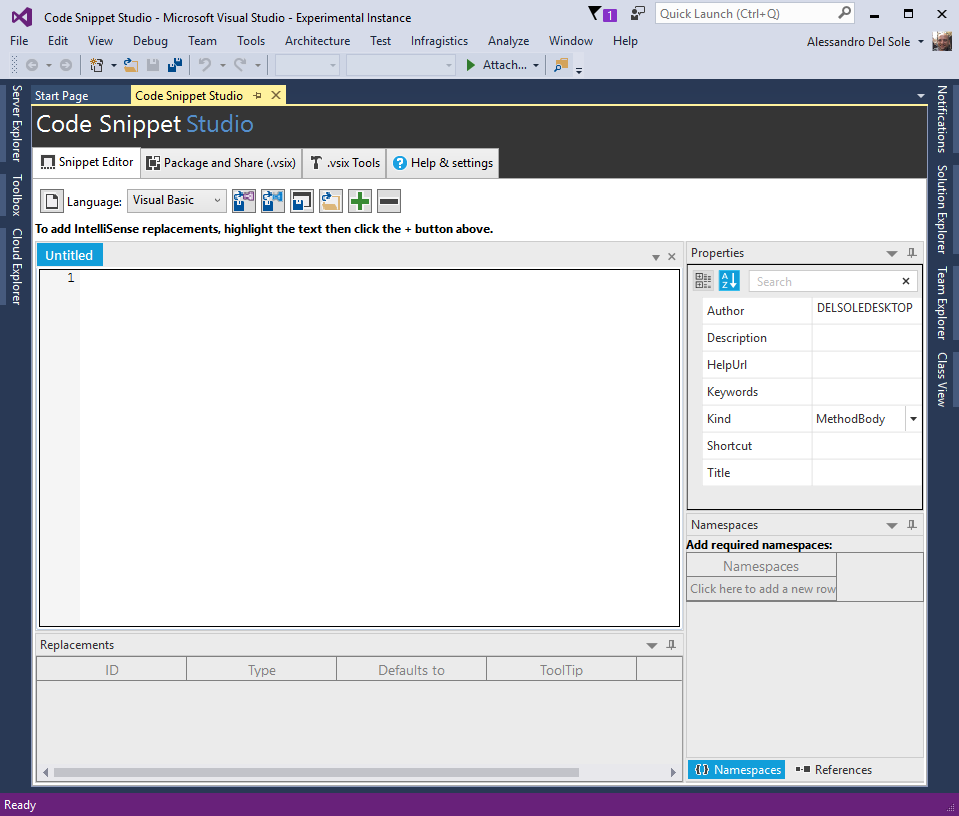 Code Snippet Studio - Microsoft Visual Studio - Experimental Instance
1
Quick Launch (Ctrl+Q)
File Edit View Debug Team Tools Architecture Test Infragistics Analyze Window Help
Alessandro Del Sole
Attach...
Server Explorer
Toolbox
Cloud Explorer
Start Page
Code Snippet Studio
Code Snippet Studio
Snippet Editor
Package and Share (.vsix)
.vsix Tools
Help & settings
Language: Visual Basic
To add IntelliSense replacements, highlight the text then click the + button above.
Untitled
1
Properties
Search
Author DELSOLEDESKTOP
Description
HelpUrl
Keywords
Kind MethodBody
Shortcut
Title
Namespaces
Add required namespaces:
Namespaces
Click here to add a new row
Replacements
ID Type Defaults to ToolTip
Namespaces References
Notifications
Solution Explorer
Team Explorer
Class View
Ready